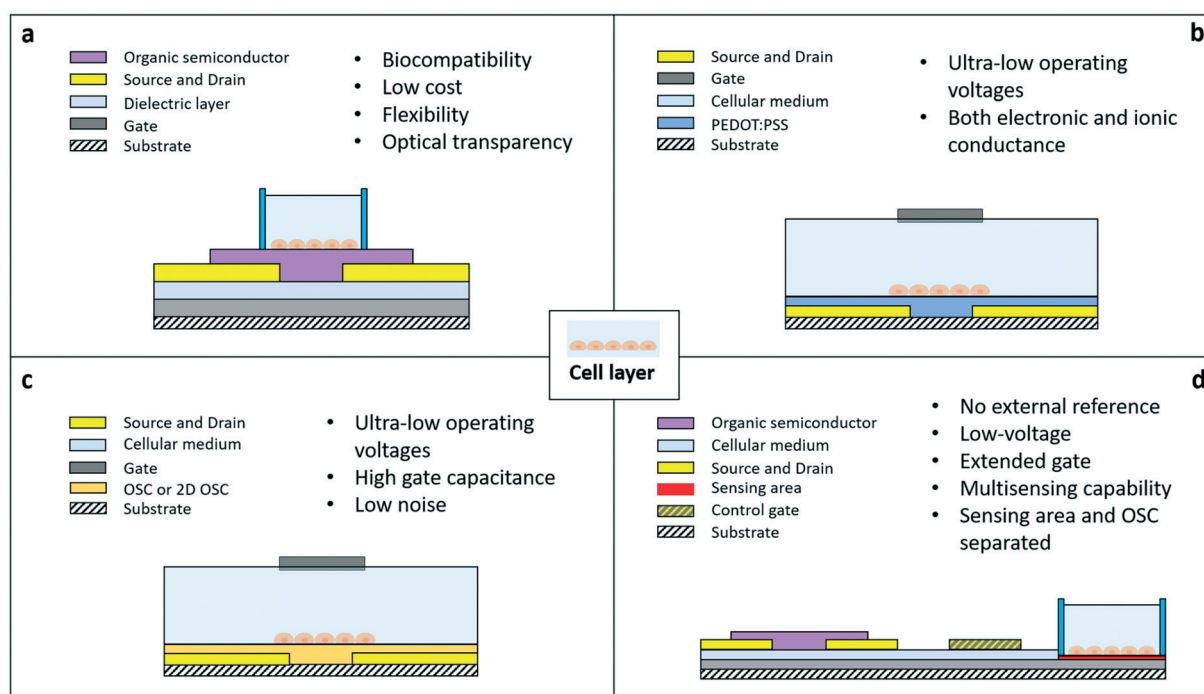 a
Organic semiconductor
Source and Drain
Dielectric layer
Gate
Substrate
• Biocompatibility
• Low cost
• Flexibility
• Optical transparency
b
Source and Drain
Gate
Cellular medium
PEDOT:PSS
Substrate
• Ultra-low operating
voltages
• Both electronic and ionic
conductance
Cell layer
c
Source and Drain
Cellular medium
Gate
OSC or 2D OSC
Substrate
• Ultra-low operating
voltages
• High gate capacitance
• Low noise
d
Organic semiconductor
Cellular medium
Source and Drain
Sensing area
Control gate
Substrate
• No external reference
• Low-voltage
• Extended gate
• Multisensing capability
• Sensing area and OSC
separated